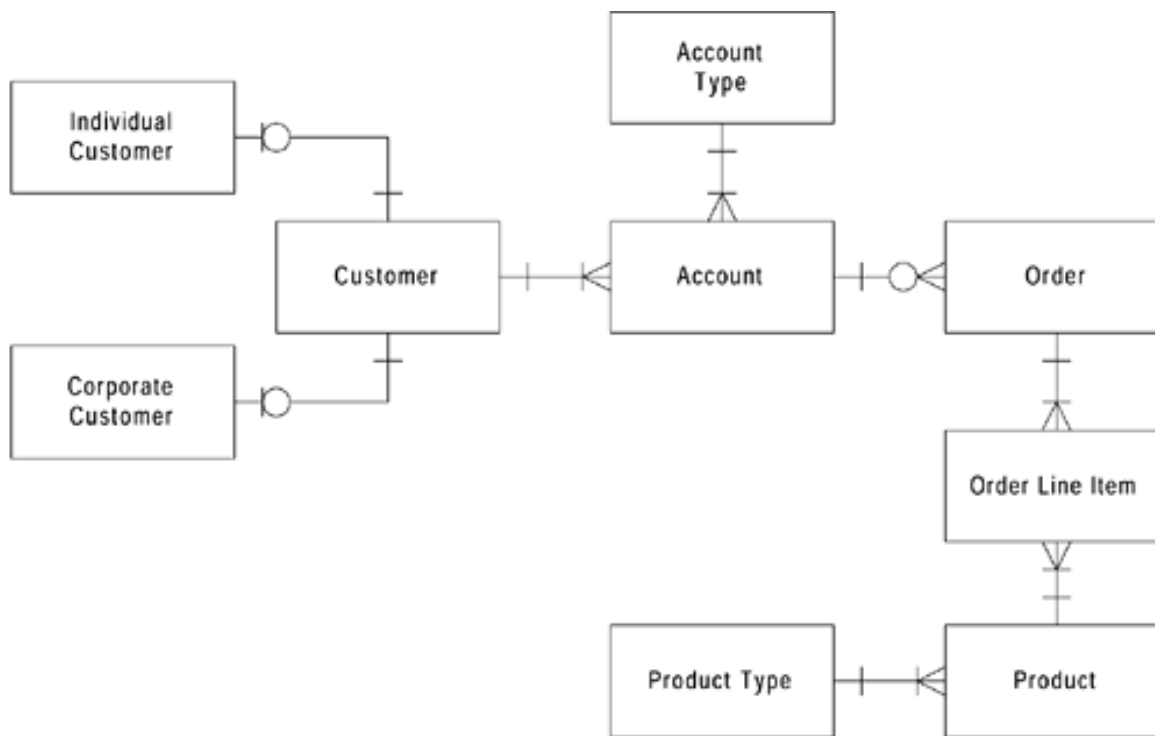 Account
Type
Individual
Customer
Customer
Account
Order
Corporate
Customer
Order Line Item
Product Type
Product